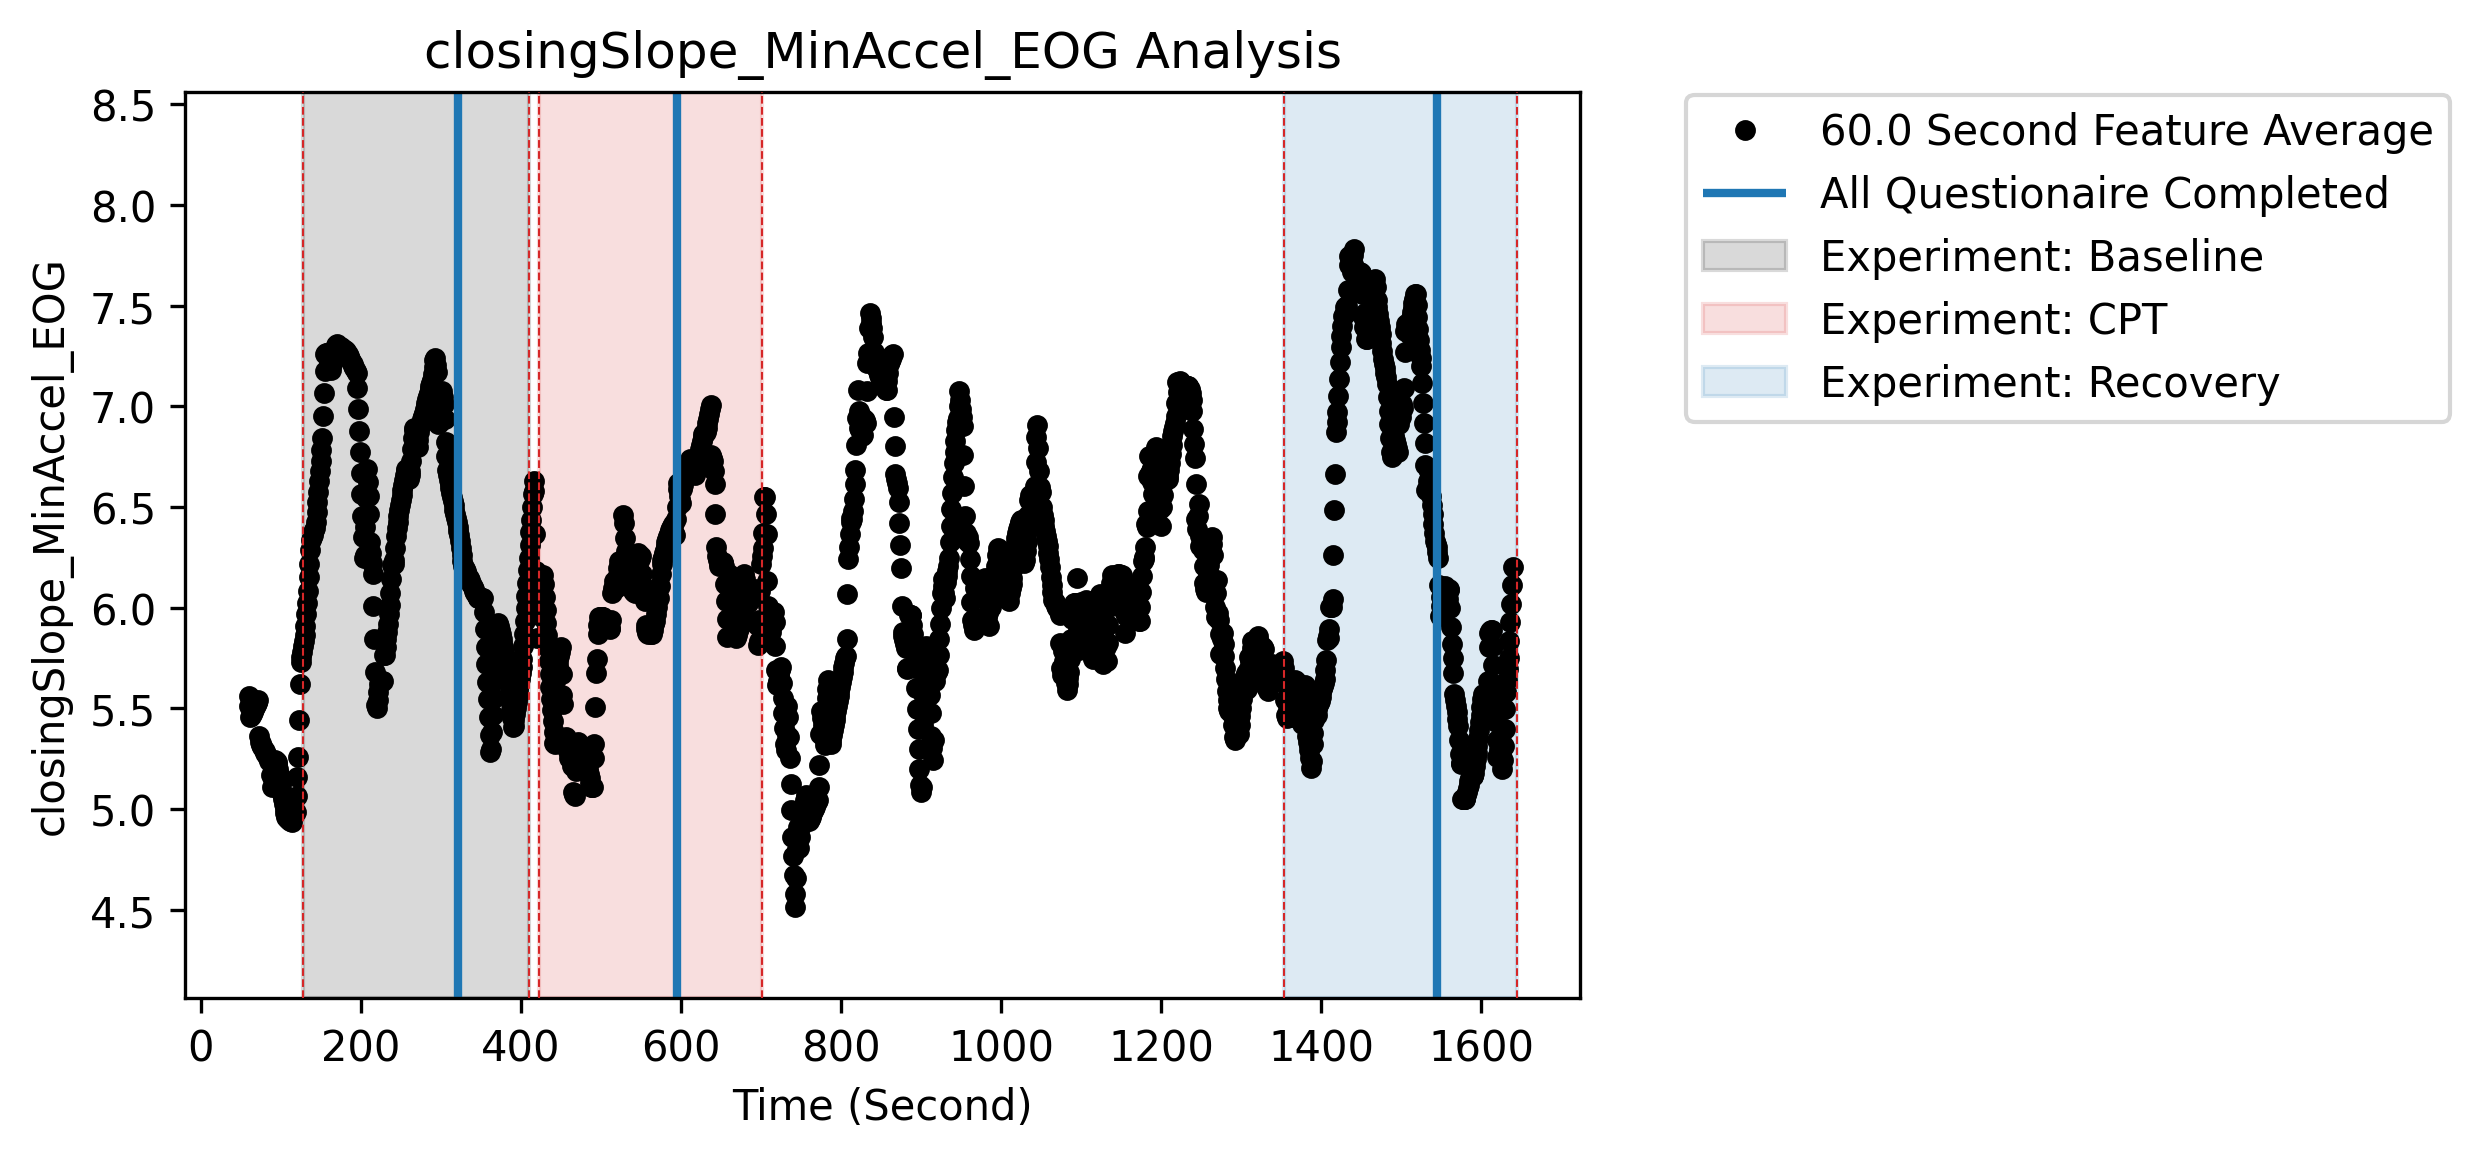 closingSlope_MinAccel_EOG Analysis
closingSlope_MinAccel_EOG
8.5
8.0
7.5
7.0
6.5
6.0
5.5
5.0
4.5
0 200 400 600 800 1000 1200 1400 1600
Time (Second)
60.0 Second Feature Average
All Questionaire Completed
Experiment: Baseline
Experiment: CPT
Experiment: Recovery